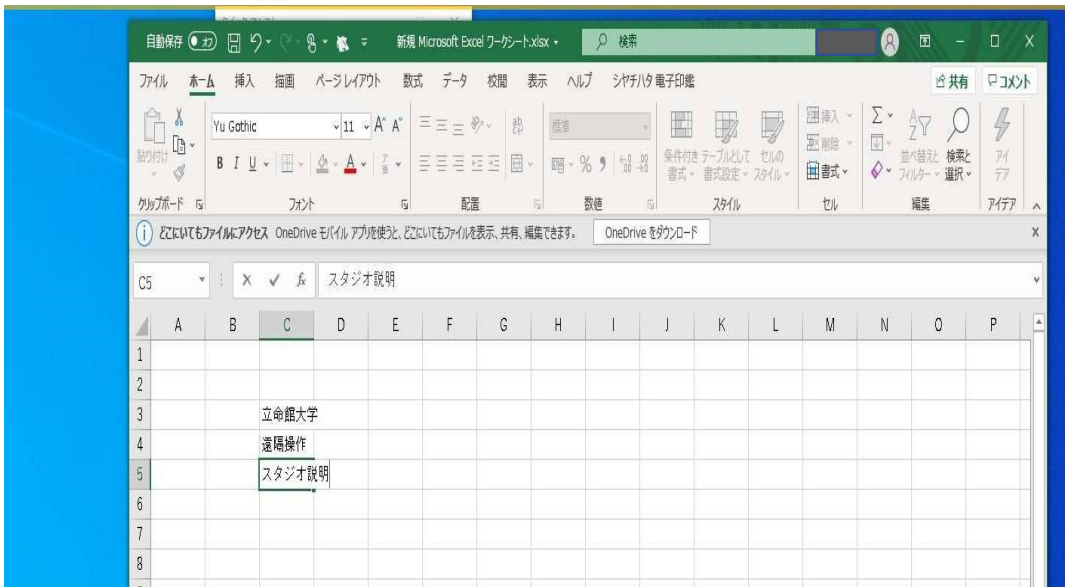 自動保存 オフ 新規 Microsoft Excel ワークシート.xlsx 検索
ファイル ホーム 挿入 描画 ページ レイアウト 数式 データ 校閲 表示 ヘルプ シヤチハタ 電子印鑑 共有 コメント
貼り付け
Yu Gothic 11 A A
B I U A
ab
標準
% 9
条件付き 書式
テーブルとして 書式設定
セルの スタイル
挿入
削除
書式
Σ
並べ替えと フィルター
検索と 選択
アイ デア
クリップボード フォント 配置 数値 スタイル セル 編集 アイデア
どこにいてもファイルにアクセス OneDrive モバイル アプリを使うと、どこにいてもファイルを表示、共有、編集できます。 OneDrive をダウンロード
C5 fx スタジオ説明
A B C D E F G H I J K L M N O P
1
2
3 立命館大学
4 遠隔操作
5 スタジオ説明
6
7
8